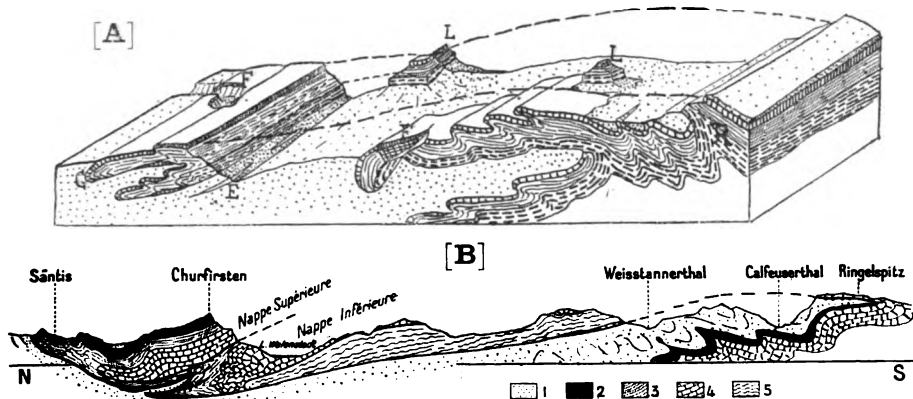 [A]
L
F
L
F
R
E
[B]
Säntis
Churfirsten
Nappe Supérieure
Nappe Inférieure
Weisstannerthal
Calfeuserthal
Ringelspitz
N
S
1 2 3 4 5